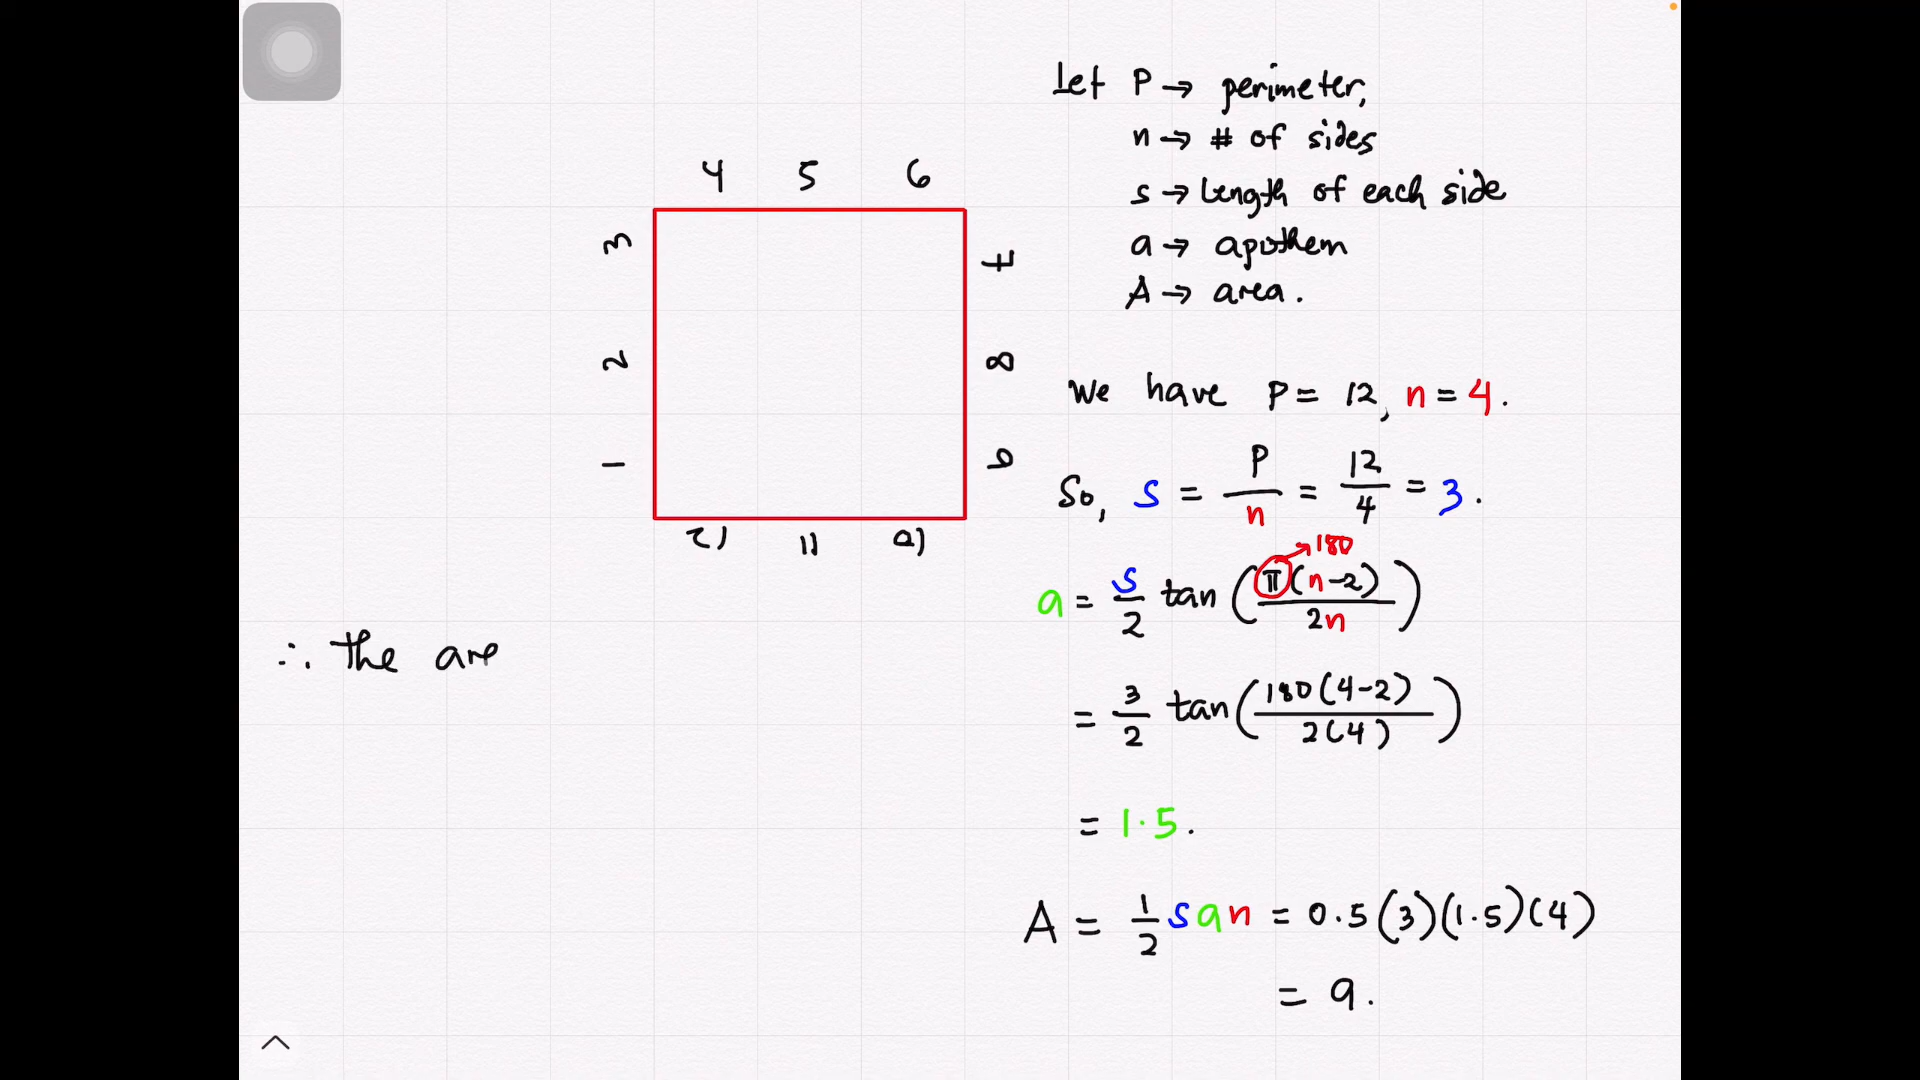 4 5 6
3
2
1
7
8
9
12 11 10
Let P → perimeter,
n → # of sides
s → length of each side
a → apothem
A → area.
We have P = 12, n = 4.
So, s = P/n = 12/4 = 3.
→ 180
a = s/2 tan (π(n-2)/2n)
= 3/2 tan (180(4-2)/2(4))
= 1.5.
A = 1/2 s a n = 0.5 (3)(1.5)(4)
= 9.
∴ the are